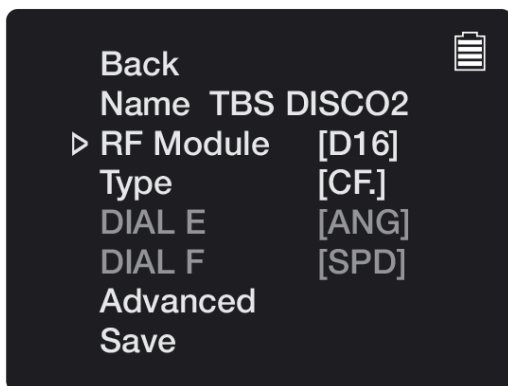 Back
Name TBS DISCO2
RF Module [D16]
Type [CF.]
DIAL E [ANG]
DIAL F [SPD]
Advanced
Save